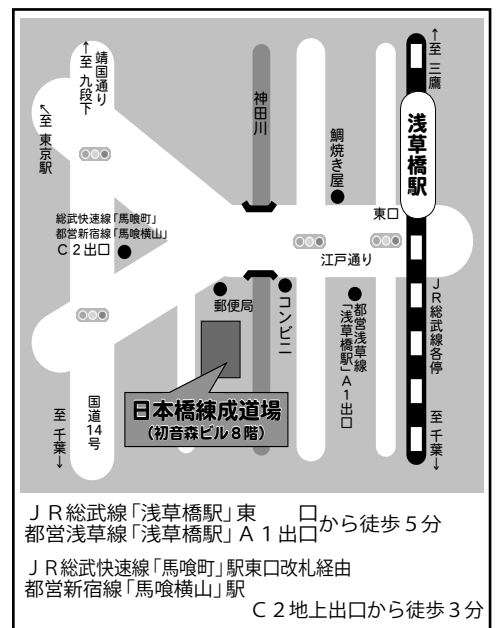 ↑至 九段下
靖国通り
↖至 東京駅
神田川
鯛焼き屋
↑至 三鷹
浅草橋駅
東口
総武快速線「馬喰町」
都営新宿線「馬喰横山」
C2出口
江戸通り
郵便局
コンビニ
都営浅草線
「浅草橋駅」A1出口
JR総武線各停
日本橋練成道場
(初音森ビル8階)
国道14号
至 千葉↓
至 千葉↓
JR総武線「浅草橋駅」東 口
都営浅草線「浅草橋駅」A1出口から徒歩5分
JR総武快速線「馬喰町」駅東口改札経由
都営新宿線「馬喰横山」駅
C2地上出口から徒歩3分